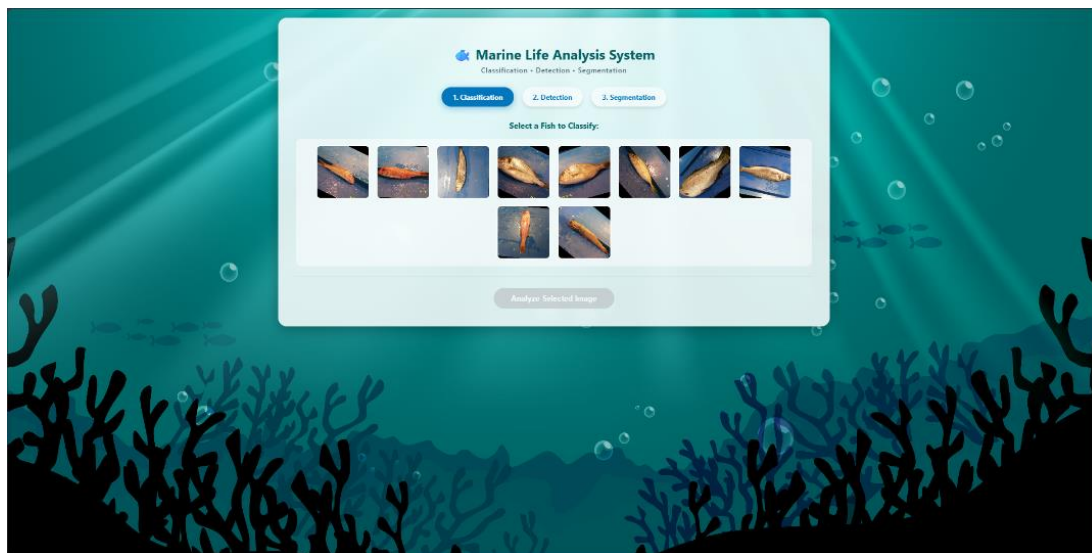 Marine Life Analysis System
Classification • Detection • Segmentation
1. Classification 2. Detection 3. Segmentation
Select a Fish to Classify:
Analyze Selected Image